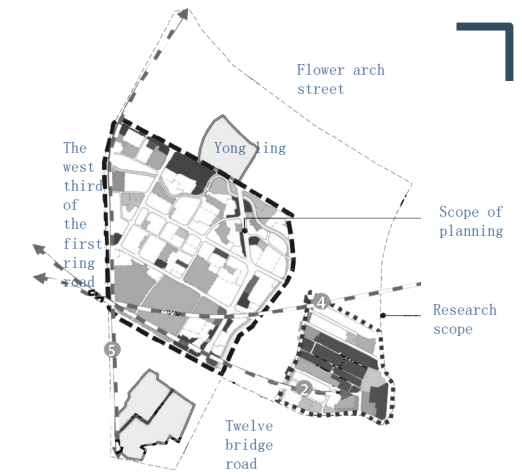 Flower arch
street
The
west
third
of
the
first
ring
road
Yong ling
Scope of
planning
4
Research
scope
5
2
Twelve
bridge
road